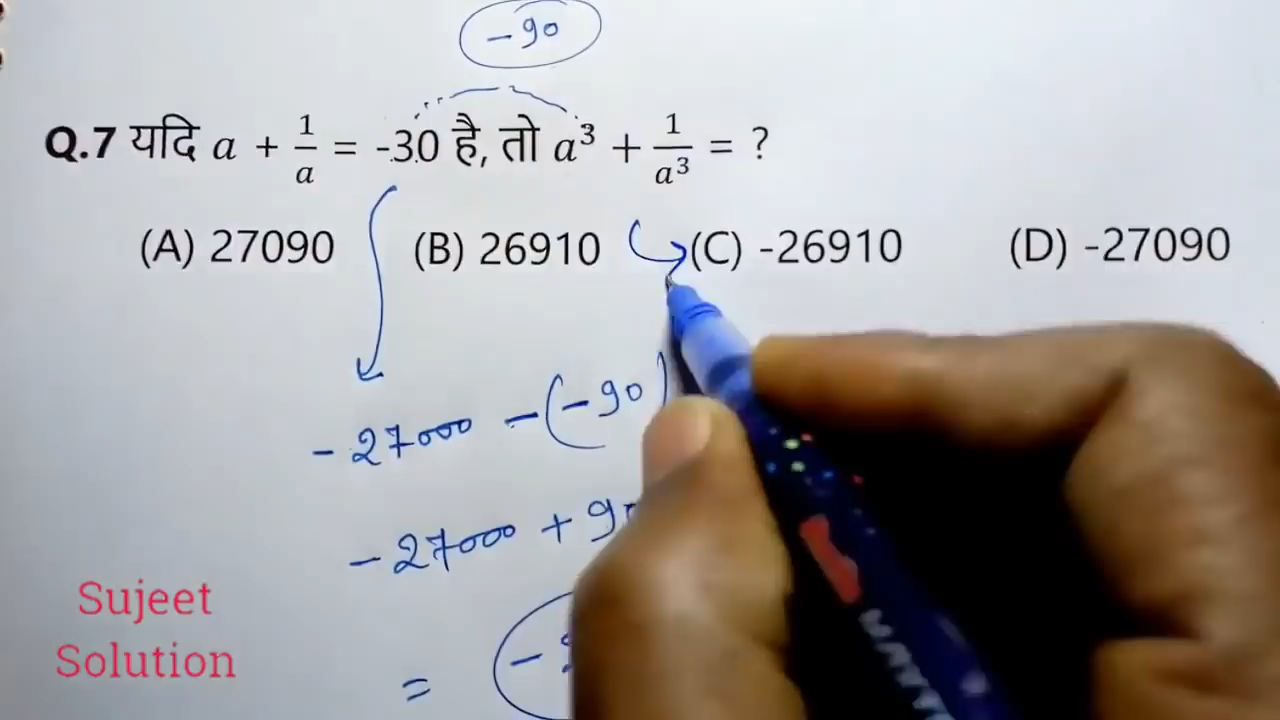 -90
Q.7 यदि a + 1/a = -30 है, तो a³ + 1/a³ = ?
(A) 27090 (B) 26910 (C) -26910 (D) -27090
-27000 -(-90)
-27000 + 9
= -
Sujeet
Solution